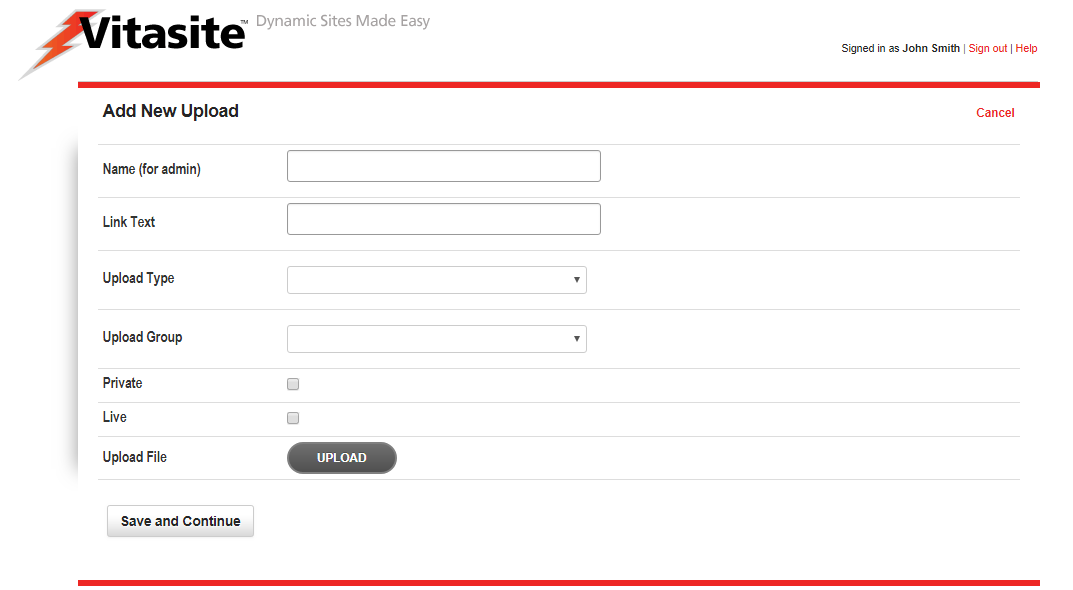 Vitasite™ Dynamic Sites Made Easy
Signed in as John Smith | Sign out | Help
Add New Upload
Cancel
Name (for admin)
Link Text
Upload Type
Upload Group
Private
Live
Upload File
UPLOAD
Save and Continue